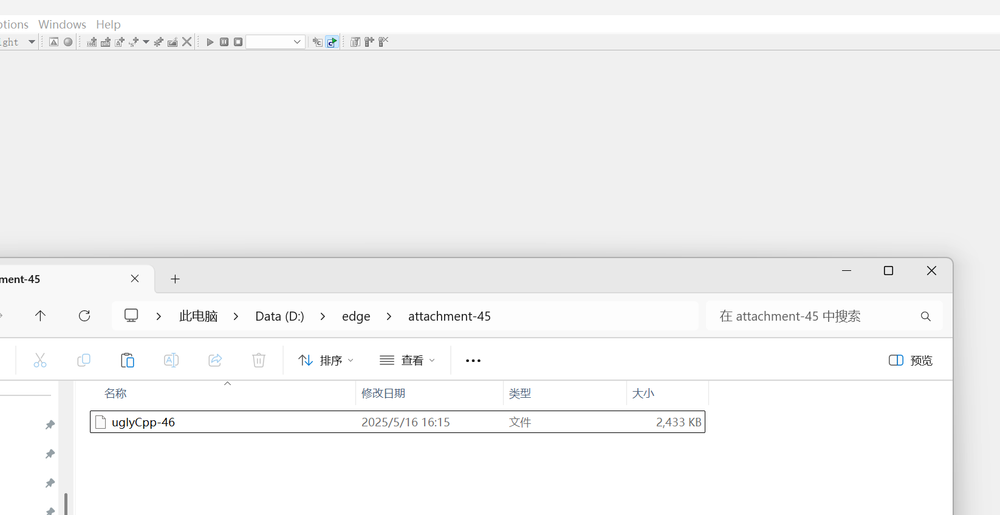 ptions Windows Help
ight
ment-45
此电脑 > Data (D:) > edge > attachment-45
在 attachment-45 中搜索
排序 查看 ••• 预览
名称 修改日期 类型 大小
uglyCpp-46 2025/5/16 16:15 文件 2,433 KB